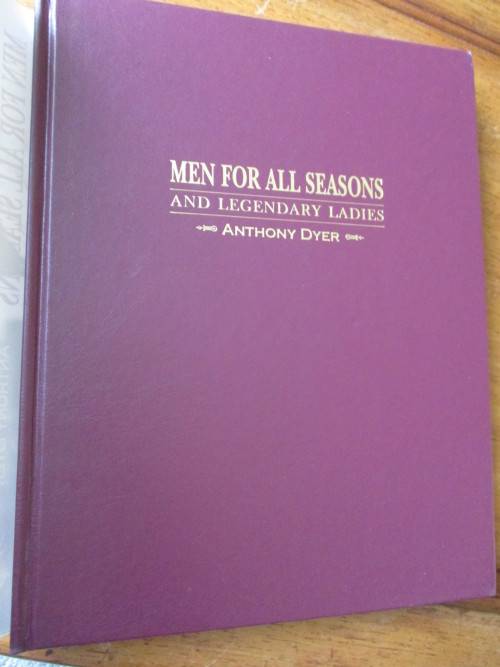 MEN FOR ALL SEASONS
AND LEGENDARY LADIES
ANTHONY DYER